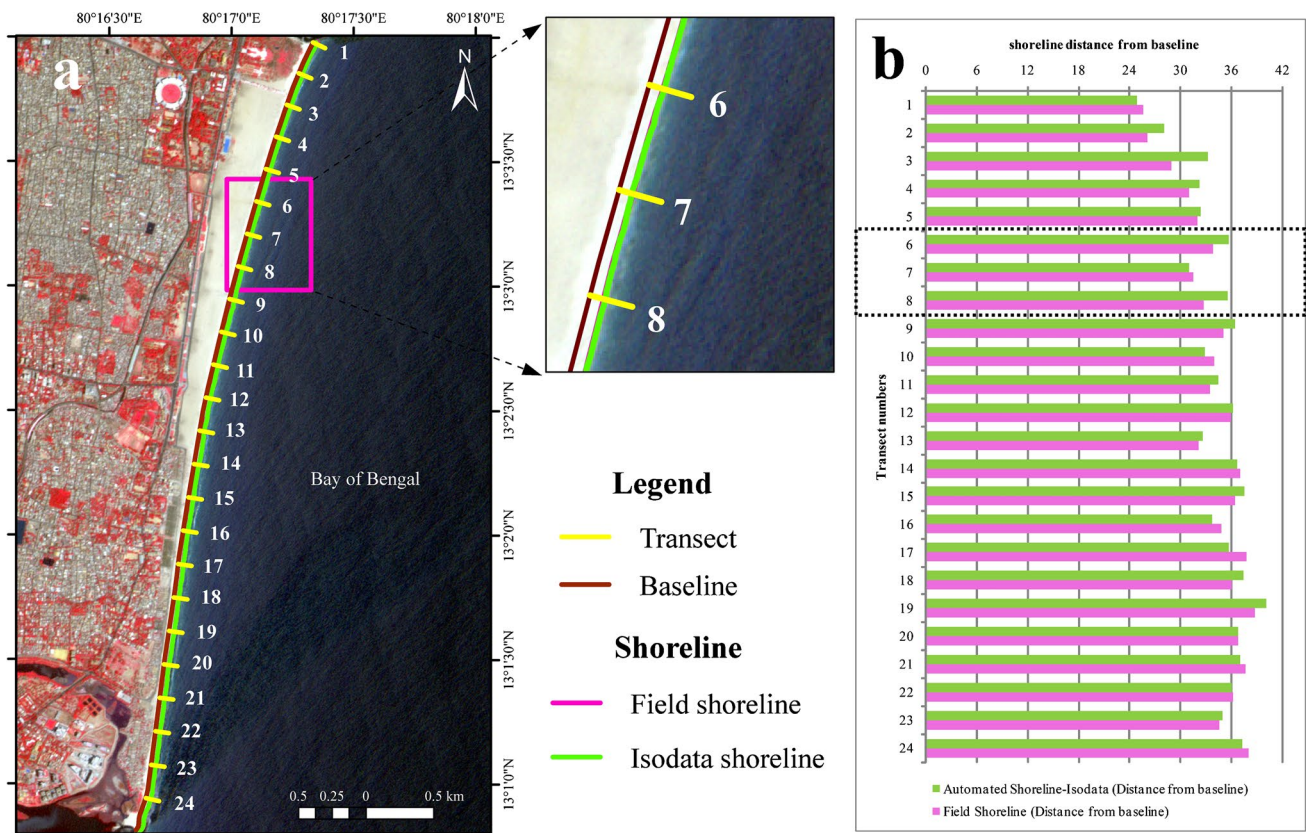 80°16'30"E 80°17'0"E 80°17'30"E 80°18'0"E
a
N
1
2
3
4
5
6
7
8
9
10
11
12
13
14
15
16
17
18
19
20
21
22
23
24
Bay of Bengal
0.5 0 0.5 km
13°3'30"N
13°3'0"N
13°2'30"N
13°2'0"N
13°1'30"N
13°1'0"N
6
7
8
Legend
Transect
Baseline
Shoreline
Field shoreline
Isodata shoreline
b
shoreline distance from baseline
0 6 12 18 24 30 36 42
Transect numbers
1
2
3
4
5
6
7
8
9
10
11
12
13
14
15
16
17
18
19
20
21
22
23
24
Automated Shoreline-Isodata (Distance from baseline)
Field Shoreline (Distance from baseline)